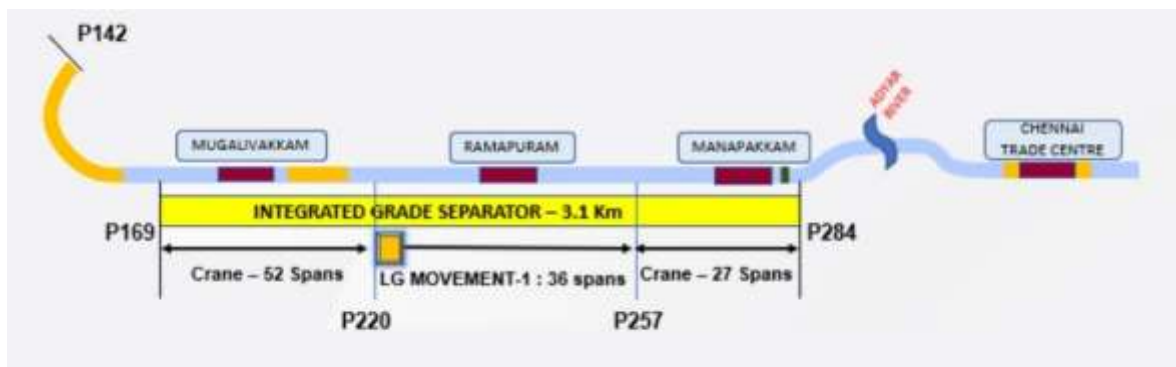 P142
ADYAR
RIVER
MUGALIVAKKAM
RAMAPURAM
MANAPAKKAM
CHENNAI
TRADE CENTRE
INTEGRATED GRADE SEPARATOR – 3.1 Km
P169
P284
Crane – 52 Spans
LG MOVEMENT-1 : 36 spans
Crane – 27 Spans
P220
P257